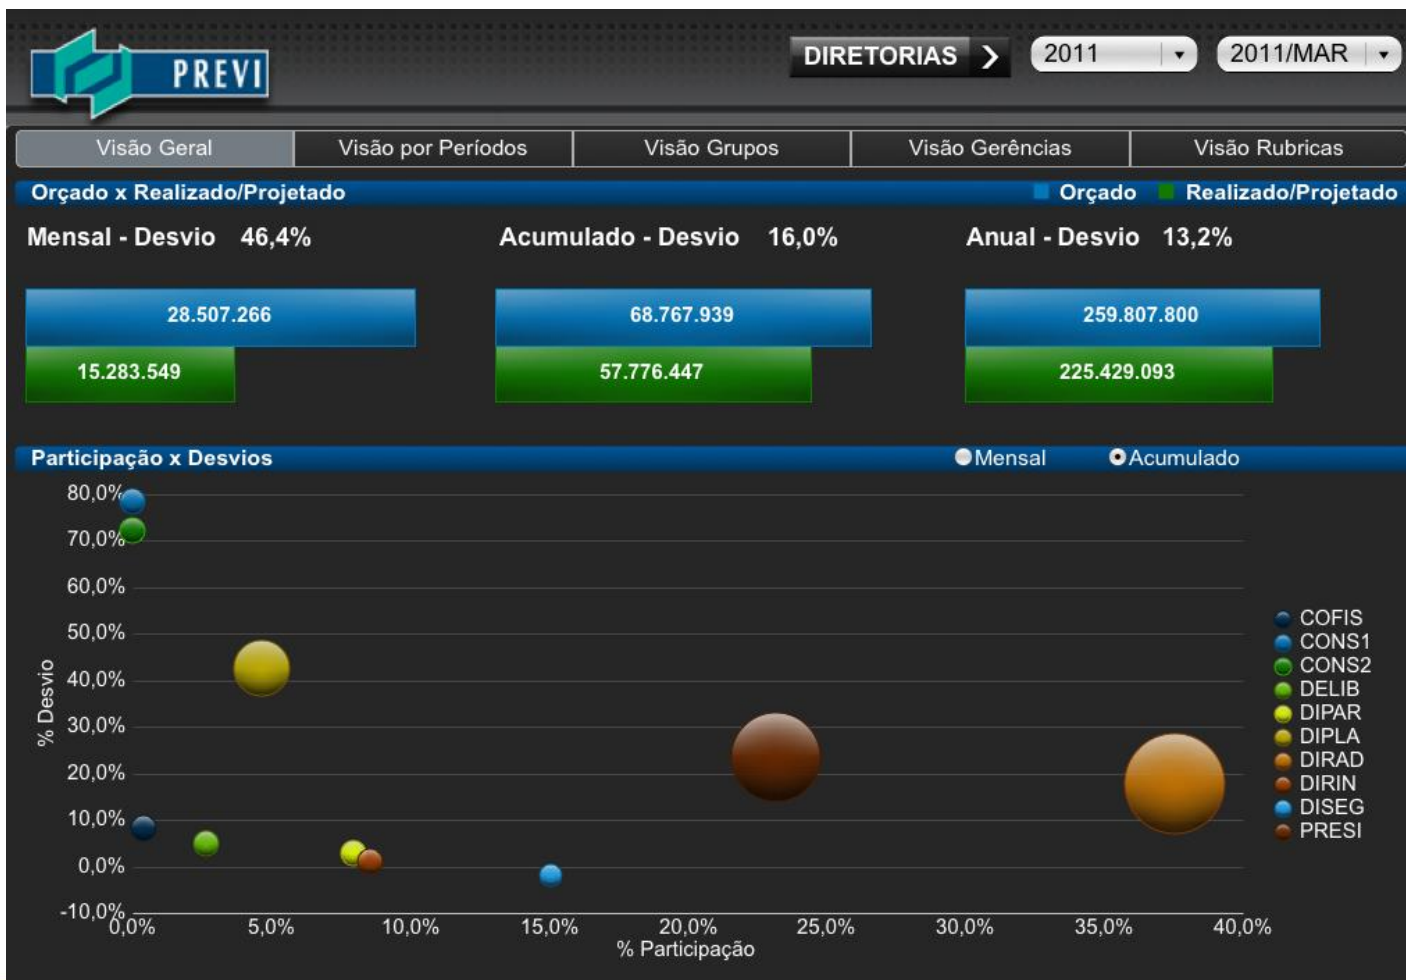 PREVI
DIRETORIAS
2011
2011/MAR
Visão Geral
Visão por Períodos
Visão Grupos
Visão Gerências
Visão Rubricas
Orçado x Realizado/Projetado
Orçado
Realizado/Projetado
Mensal - Desvio 46,4%
Acumulado - Desvio 16,0%
Anual - Desvio 13,2%
28.507.266
68.767.939
259.807.800
15.283.549
57.776.447
225.429.093
Participação x Desvios
Mensal
Acumulado
80,0%
70,0%
60,0%
50,0%
40,0%
30,0%
20,0%
10,0%
0,0%
-10,0%
% Desvio
0,0%
5,0%
10,0%
15,0%
20,0%
25,0%
30,0%
35,0%
40,0%
% Participação
COFIS
CONS1
CONS2
DELIB
DIPAR
DIPLA
DIRAD
DIRIN
DISEG
PRESI